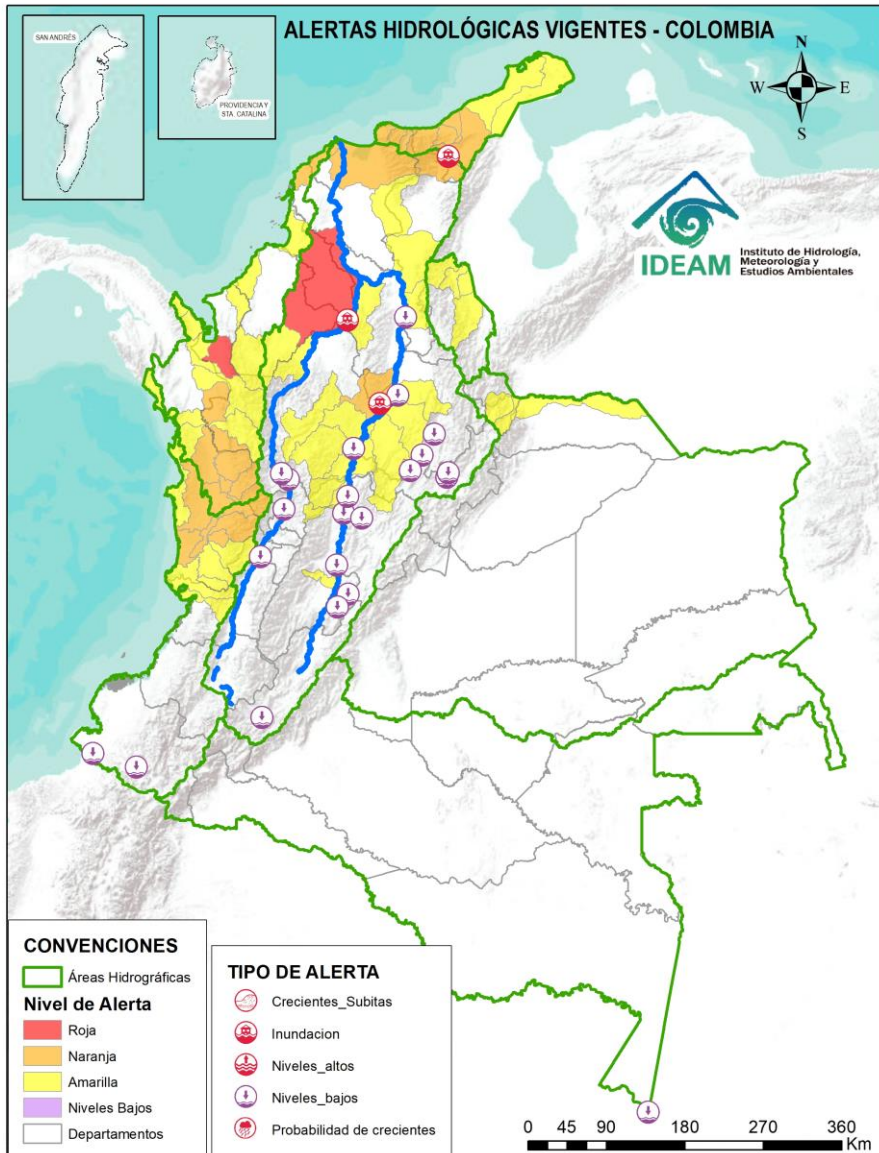 ALERTAS HIDROLÓGICAS VIGENTES - COLOMBIA
SAN ANDRÉS
PROVIDENCIA Y
STA. CATALINA
N
W
E
S
IDEAM
Instituto de Hidrología,
Meteorología y
Estudios Ambientales
CONVENCIONES
Áreas Hidrográficas
Nivel de Alerta
Roja
Naranja
Amarilla
Niveles Bajos
Departamentos
TIPO DE ALERTA
Crecientes_Subitas
Inundacion
Niveles_altos
Niveles_bajos
Probabilidad de crecientes
0 45 90 180 270 360
Km